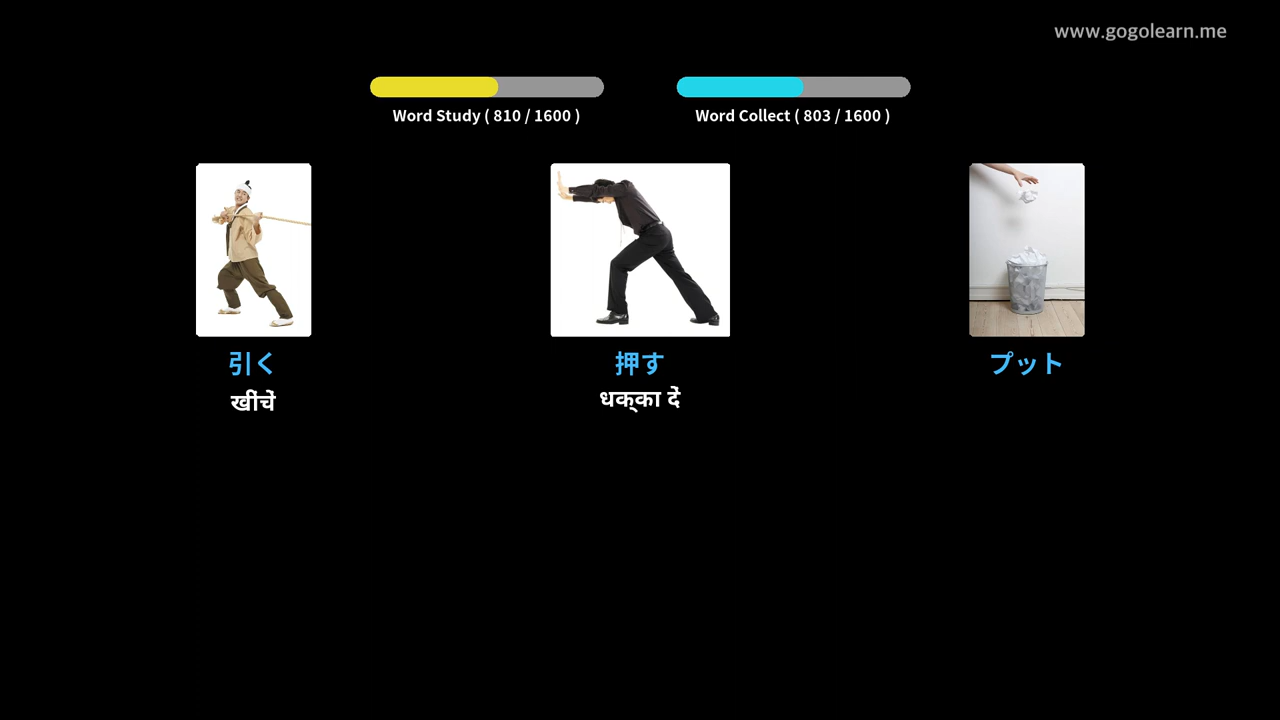 www.gogolearn.me
Word Study ( 810 / 1600 )
Word Collect ( 803 / 1600 )
引く
खींचें
押す
धक्का दें
プット